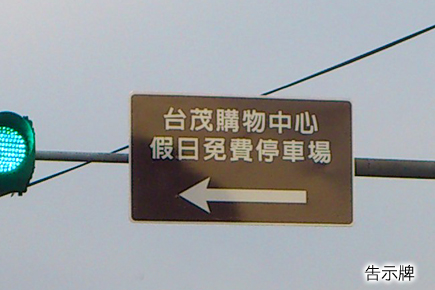 台茂購物中心
假日免費停車場
告示牌